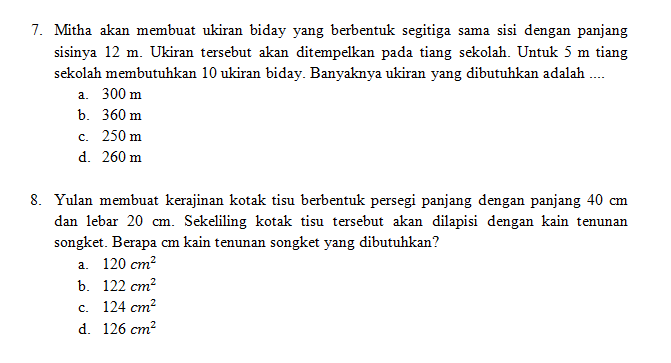 7. Mitha akan membuat ukiran biday yang berbentuk segitiga sama sisi dengan panjang
sisinya 12 m. Ukiran tersebut akan ditempelkan pada tiang sekolah. Untuk 5 m tiang
sekolah membutuhkan 10 ukiran biday. Banyaknya ukiran yang dibutuhkan adalah ....
a. 300 m
b. 360 m
c. 250 m
d. 260 m
8. Yulan membuat kerajinan kotak tisu berbentuk persegi panjang dengan panjang 40 cm
dan lebar 20 cm. Sekeliling kotak tisu tersebut akan dilapisi dengan kain tenunan
songket. Berapa cm kain tenunan songket yang dibutuhkan?
a. 120 cm²
b. 122 cm²
c. 124 cm²
d. 126 cm²